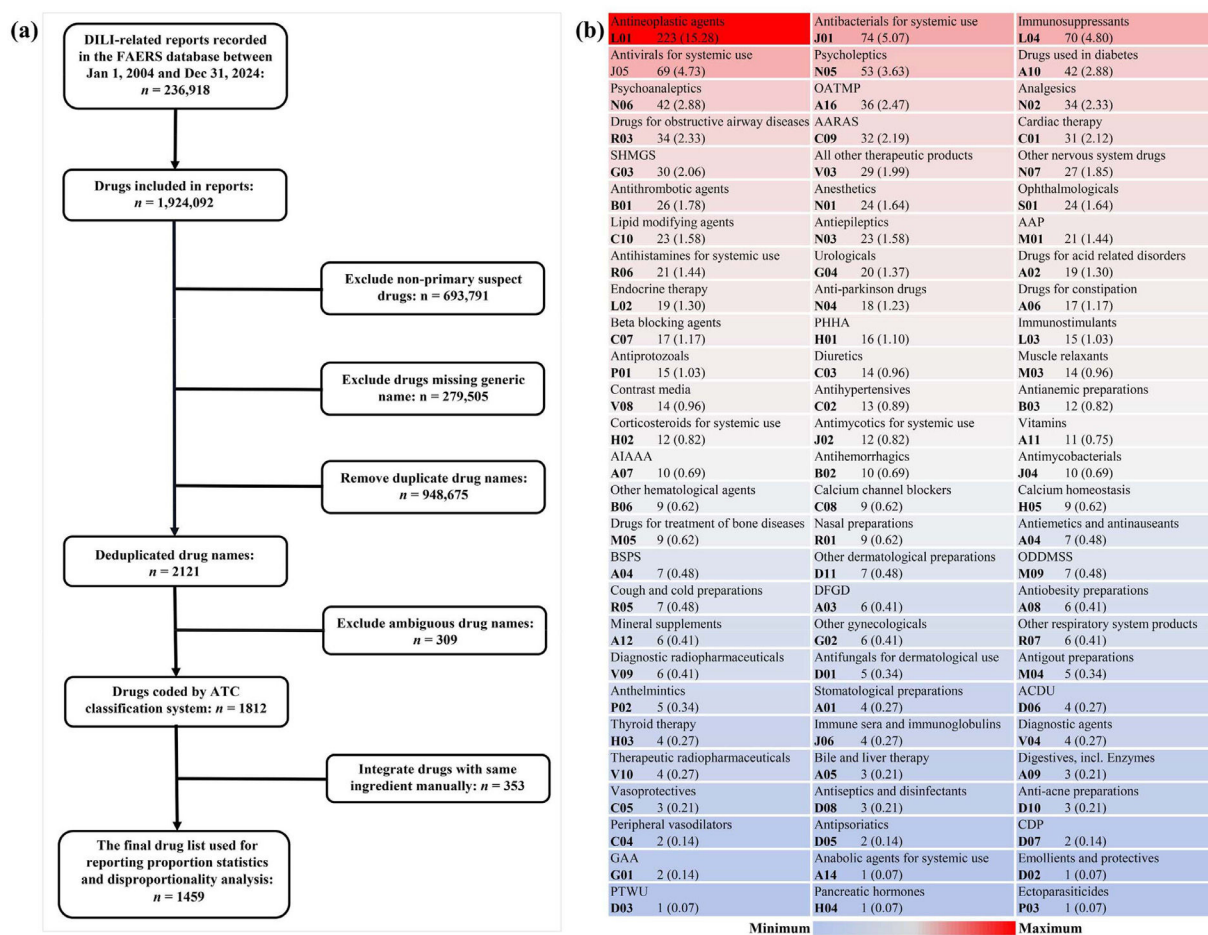 (a)
DILI-related reports recorded
in the FAERS database between
Jan 1, 2004 and Dec 31, 2024:
n = 236,918
Drugs included in reports:
n = 1,924,092
Exclude non-primary suspect
drugs: n = 693,791
Exclude drugs missing generic
name: n = 279,505
Remove duplicate drug names:
n = 948,675
Deduplicated drug names:
n = 2121
Exclude ambiguous drug names:
n = 309
Drugs coded by ATC
classification system: n = 1812
Integrate drugs with same
ingredient manually: n = 353
The final drug list used for
reporting proportion statistics
and disproportionality analysis:
n = 1459
(b)
Antineoplastic agents Antibacterials for systemic use Immunosuppressants
L01 223 (15.28) J01 74 (5.07) L04 70 (4.80)
Antivirals for systemic use Psycholeptics Drugs used in diabetes
J05 69 (4.73) N05 53 (3.63) A10 42 (2.88)
Psychoanaleptics OATMP Analgesics
N06 42 (2.88) A16 36 (2.47) N02 34 (2.33)
Drugs for obstructive airway diseases AARAS Cardiac therapy
R03 34 (2.33) C09 32 (2.19) C01 31 (2.12)
SHMGS All other therapeutic products Other nervous system drugs
G03 30 (2.06) V03 29 (1.99) N07 27 (1.85)
Antithrombotic agents Anesthetics Ophthalmologicals
B01 26 (1.78) N01 24 (1.64) S01 24 (1.64)
Lipid modifying agents Antiepileptics AAP
C10 23 (1.58) N03 23 (1.58) M01 21 (1.44)
Antihistamines for systemic use Urologicals Drugs for acid related disorders
R06 21 (1.44) G04 20 (1.37) A02 19 (1.30)
Endocrine therapy Anti-parkinson drugs Drugs for constipation
L02 19 (1.30) N04 18 (1.23) A06 17 (1.17)
Beta blocking agents PHHA Immunostimulants
C07 17 (1.17) H01 16 (1.10) L03 15 (1.03)
Antiprotozoals Diuretics Muscle relaxants
P01 15 (1.03) C03 14 (0.96) M03 14 (0.96)
Contrast media Antihypertensives Antianemic preparations
V08 14 (0.96) C02 13 (0.89) B03 12 (0.82)
Corticosteroids for systemic use Antimycotics for systemic use Vitamins
H02 12 (0.82) J02 12 (0.82) A11 11 (0.75)
AIAAA Antihemorrhagics Antimycobacterials
A07 10 (0.69) B02 10 (0.69) J04 10 (0.69)
Other hematological agents Calcium channel blockers Calcium homeostasis
B06 9 (0.62) C08 9 (0.62) H05 9 (0.62)
Drugs for treatment of bone diseases Nasal preparations Antiemetics and antinauseants
M05 9 (0.62) R01 9 (0.62) A04 7 (0.48)
BSPS Other dermatological preparations ODDMSS
A04 7 (0.48) D11 7 (0.48) M09 7 (0.48)
Cough and cold preparations DFGD Antiobesity preparations
R05 7 (0.48) A03 6 (0.41) A08 6 (0.41)
Mineral supplements Other gynecologicals Other respiratory system products
A12 6 (0.41) G02 6 (0.41) R07 6 (0.41)
Diagnostic radiopharmaceuticals Antifungals for dermatological use Antigout preparations
V09 6 (0.41) D01 5 (0.34) M04 5 (0.34)
Anthelmintics Stomatological preparations ACDU
P02 5 (0.34) A01 4 (0.27) D06 4 (0.27)
Thyroid therapy Immune sera and immunoglobulins Diagnostic agents
H03 4 (0.27) J06 4 (0.27) V04 4 (0.27)
Therapeutic radiopharmaceuticals Bile and liver therapy Digestives, incl. Enzymes
V10 4 (0.27) A05 3 (0.21) A09 3 (0.21)
Vasoprotectives Antiseptics and disinfectants Anti-acne preparations
C05 3 (0.21) D08 3 (0.21) D10 3 (0.21)
Peripheral vasodilators Antipsoriatics CDP
C04 2 (0.14) D05 2 (0.14) D07 2 (0.14)
GAA Anabolic agents for systemic use Emollients and protectives
G01 2 (0.14) A14 1 (0.07) D02 1 (0.07)
PTWU Pancreatic hormones Ectoparasiticides
D03 1 (0.07) H04 1 (0.07) P03 1 (0.07)
Minimum Maximum